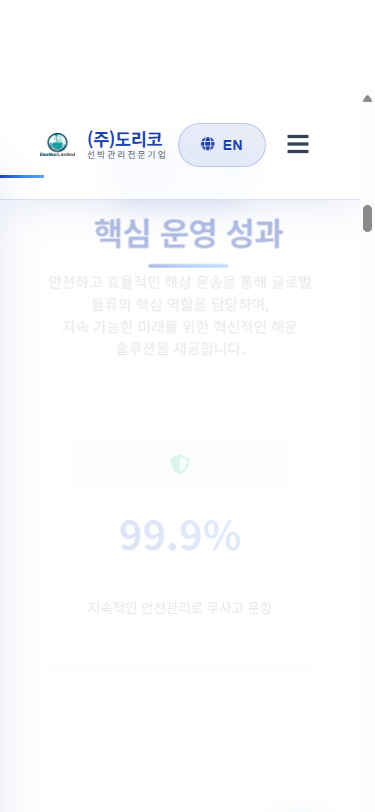 (주)도리코
선박관리전문기업
DoriKo Limited
EN
핵심 운영 성과
안전하고 효율적인 해상 운송을 통해 글로벌
물류의 핵심 역할을 담당하며,
지속 가능한 미래를 위한 혁신적인 해운
솔루션을 제공합니다.
99.9%
지속적인 안전관리로 무사고 운항